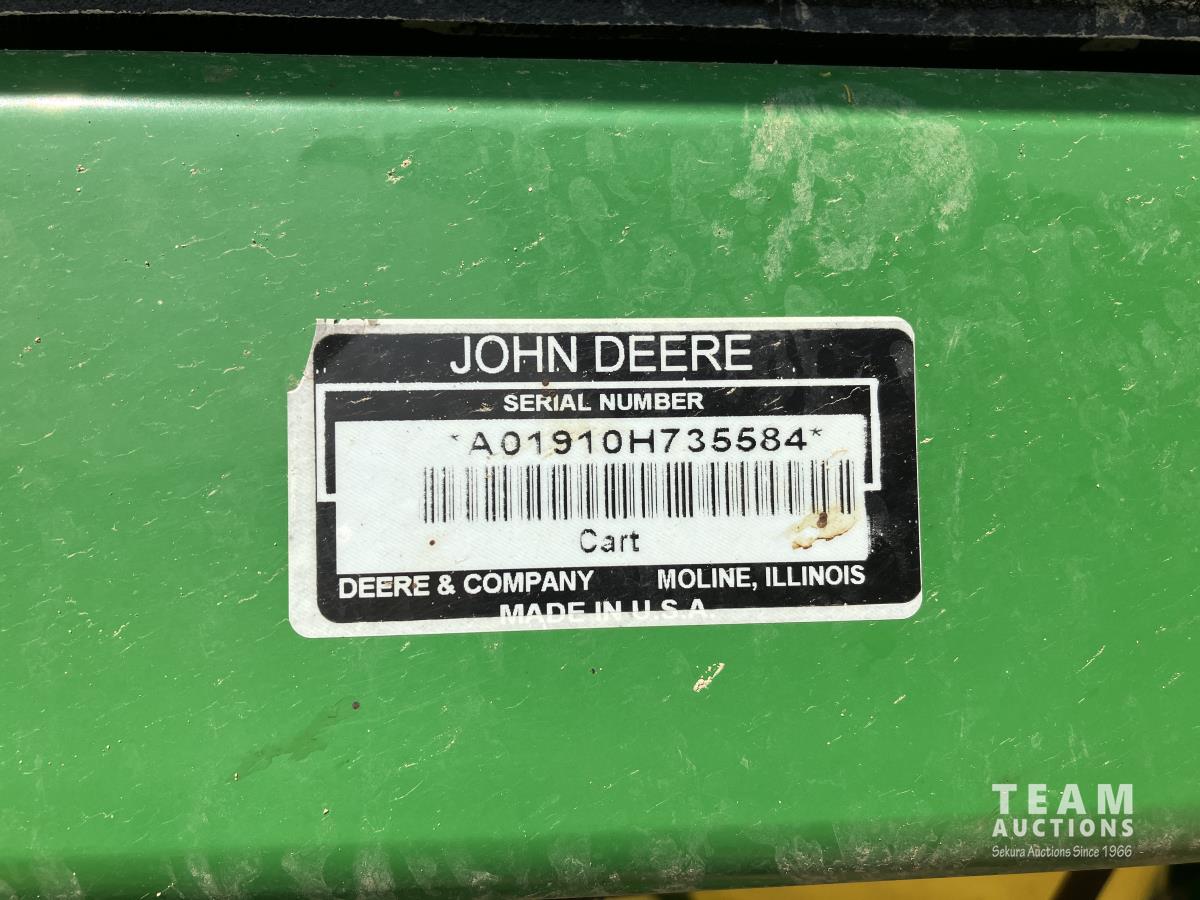 JOHN DEERE
SERIAL NUMBER
*A01910H735584*
Cart
DEERE & COMPANY MOLINE, ILLINOIS
MADE IN U.S.A.
TEAM
AUCTIONS
Sekura Auctions Since 1966